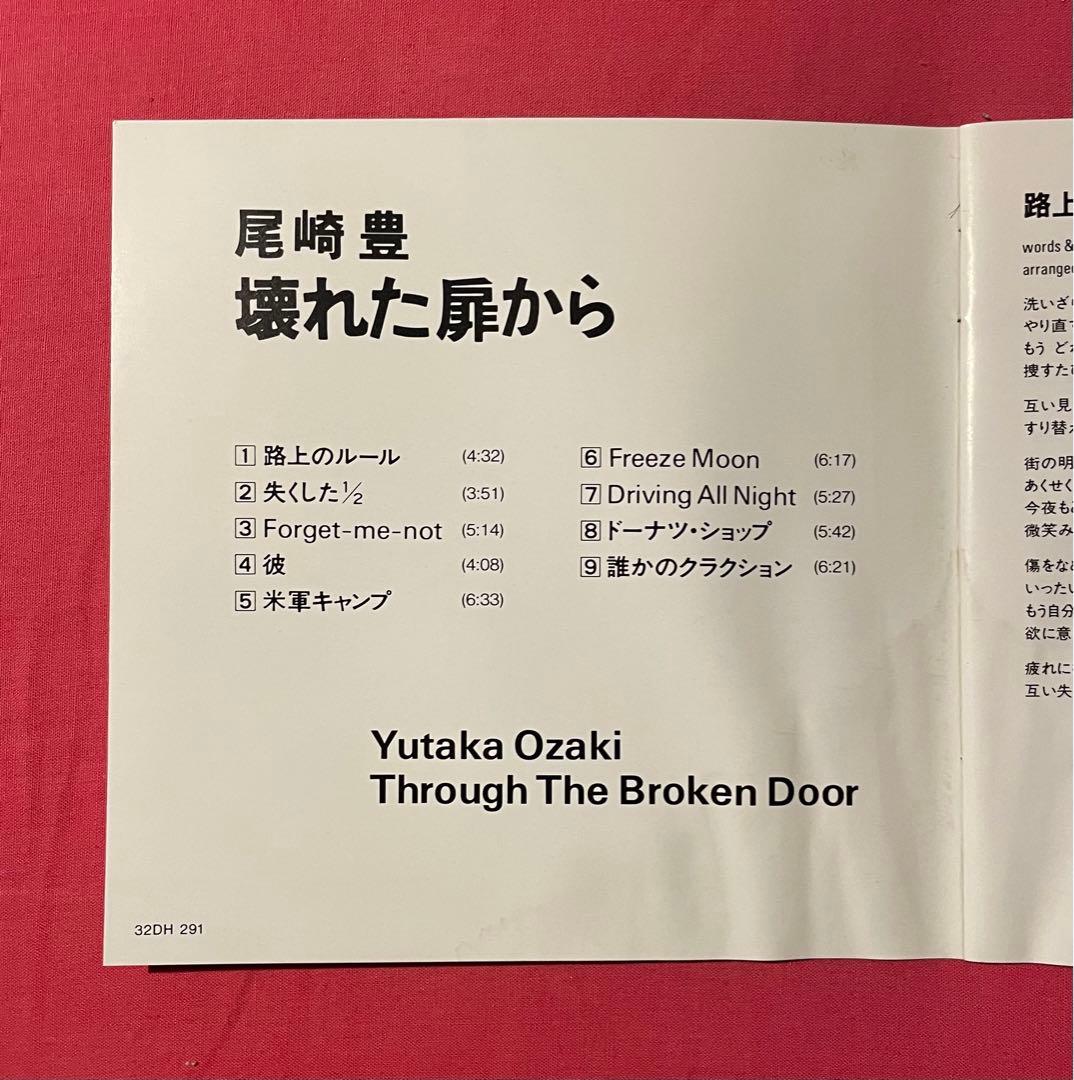 尾崎 豊
壊れた扉から
1 路上のルール (4:32)
2 失くした1/2 (3:51)
3 Forget-me-not (5:14)
4 彼 (4:08)
5 米軍キャンプ (6:33)
6 Freeze Moon (6:17)
7 Driving All Night (5:27)
8 ドーナツ・ショップ (5:42)
9 誰かのクラクション (6:21)
Yutaka Ozaki
Through The Broken Door
32DH 291
路上
words &
arranged
洗いざ
やり直
もう ど
捜すた
互い見
すり替
街の明
あくせく
今夜も
微笑み
傷をな
いった
もう自分
欲に意
疲れに
互い失